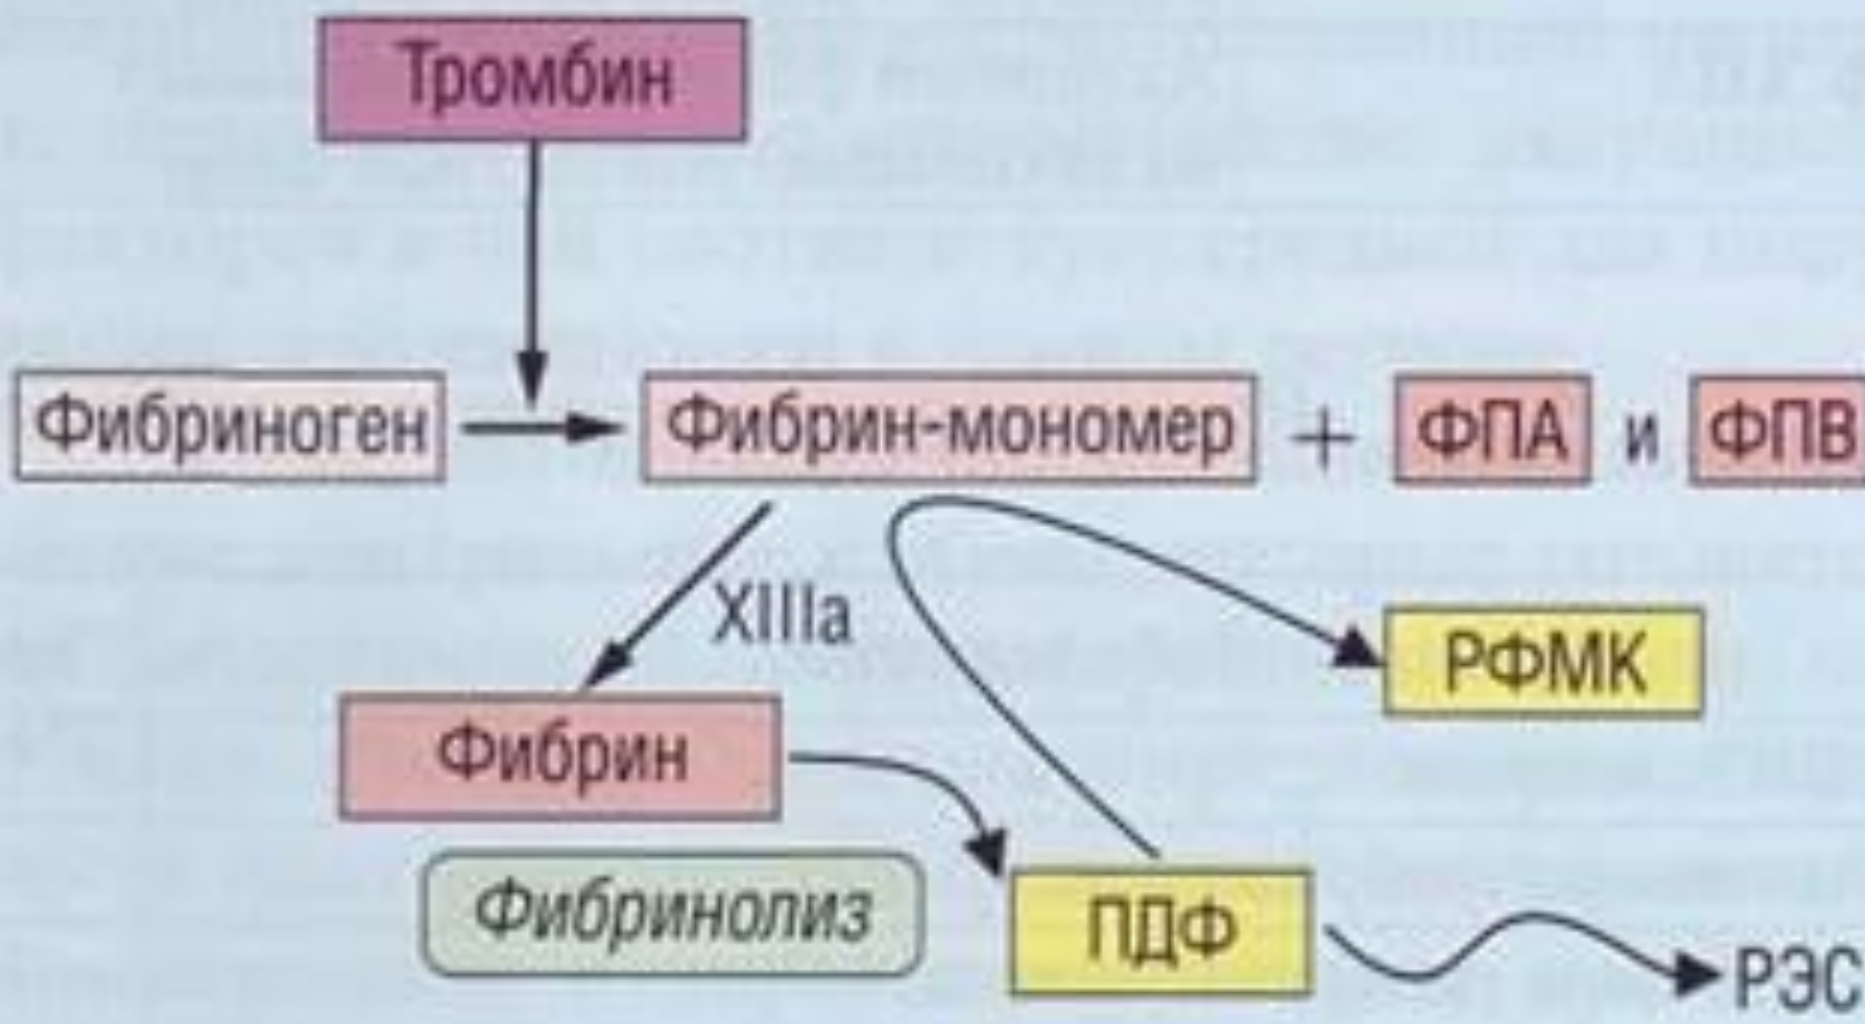 Тромбин
Фибриноген
Фибрин-мономер + ФПА и ФПВ
XIIIa
РФМК
Фибрин
Фибринолиз
ПДФ
РЭС